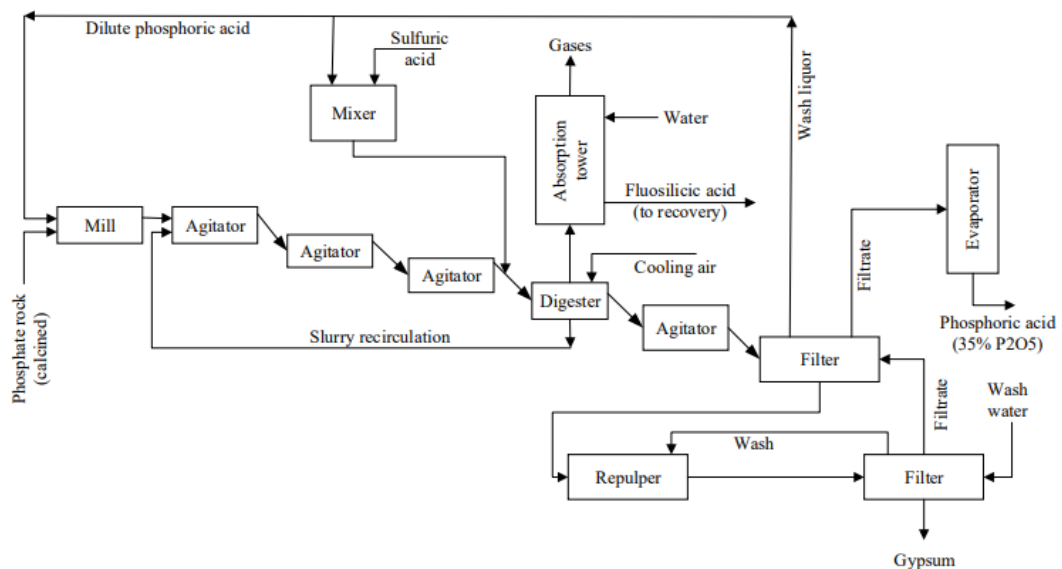 Dilute phosphoric acid
Sulfuric
acid
Gases
Mixer
Absorption
tower
Water
Wash liquor
Fluosilicic acid
(to recovery)
Evaporator
Mill
Agitator
Agitator
Agitator
Cooling air
Digester
Filtrate
Phosphate rock
(calcined)
Slurry recirculation
Agitator
Phosphoric acid
(35% P2O5)
Filter
Filtrate
Wash
water
Wash
Repulper
Filter
Gypsum